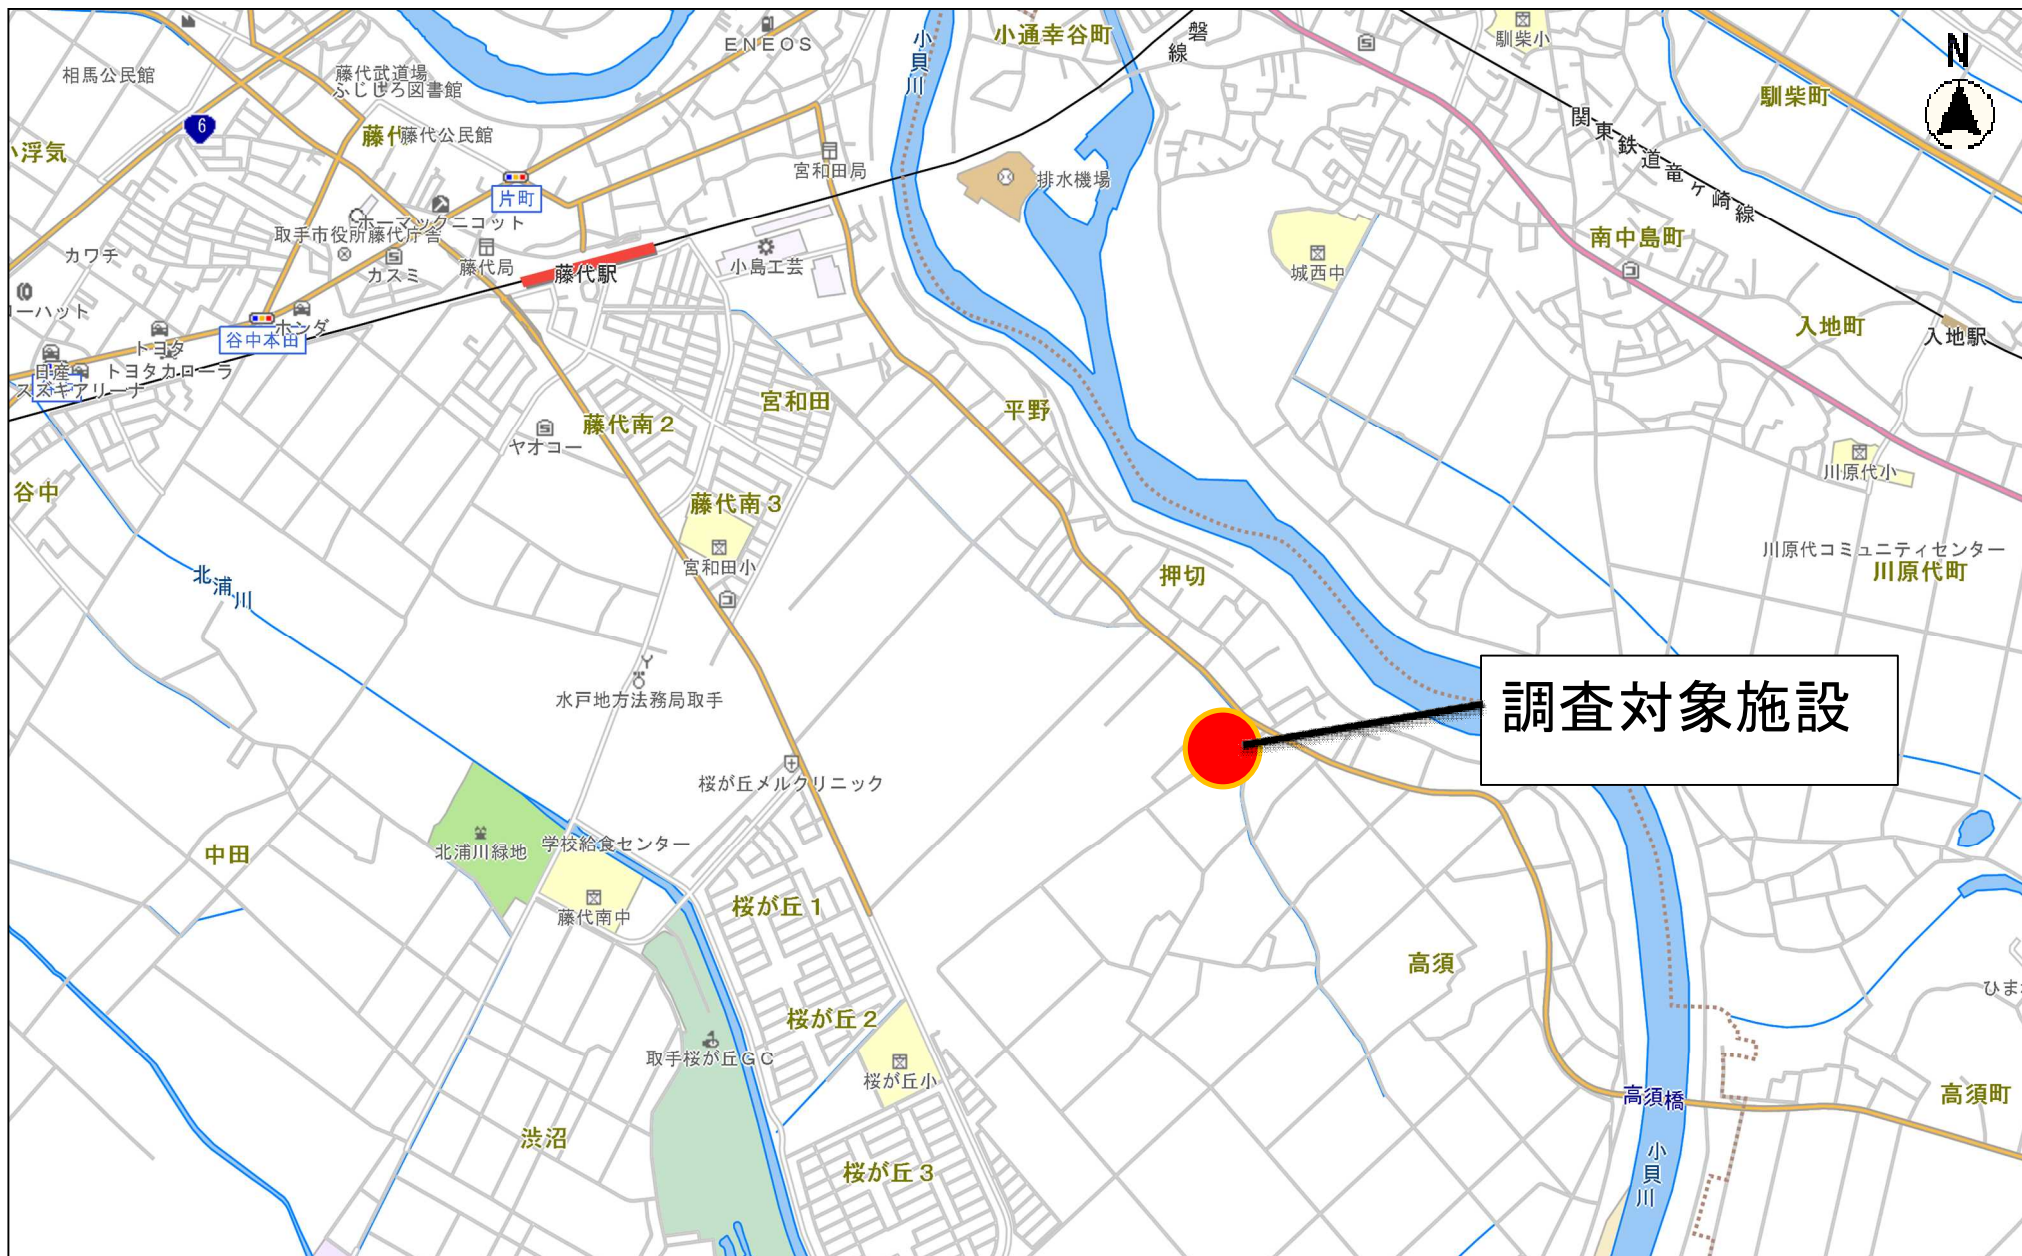 ENEOS
小貝川
小通幸谷町
磐線
馴柴小
N
相馬公民館
藤代武道場
ふじしろ図書館
馴柴町
6
藤代公民館
関東鉄道竜ヶ崎線
小浮気
宮和田局
排水機場
片町
ホーマックニコット
取手市役所藤代庁舎
南中島町
カワチ
カスミ
藤代局
藤代駅
小島工芸
城西中
ローハット
ホンダ
谷中本田
入地町
入地駅
トヨタ
日産
トヨタカローラ
スズキアリーナ
宮和田
平野
藤代南2
ヤオコー
川原代小
谷中
藤代南3
川原代コミュニティセンター
川原代町
宮和田小
押切
北浦川
水戸地方法務局取手
調査対象施設
桜が丘メルクリニック
学校給食センター
中田
北浦川緑地
藤代南中
桜が丘1
高須
桜が丘2
取手桜が丘GC
桜が丘小
高須橋
高須町
渋沼
小貝川
桜が丘3